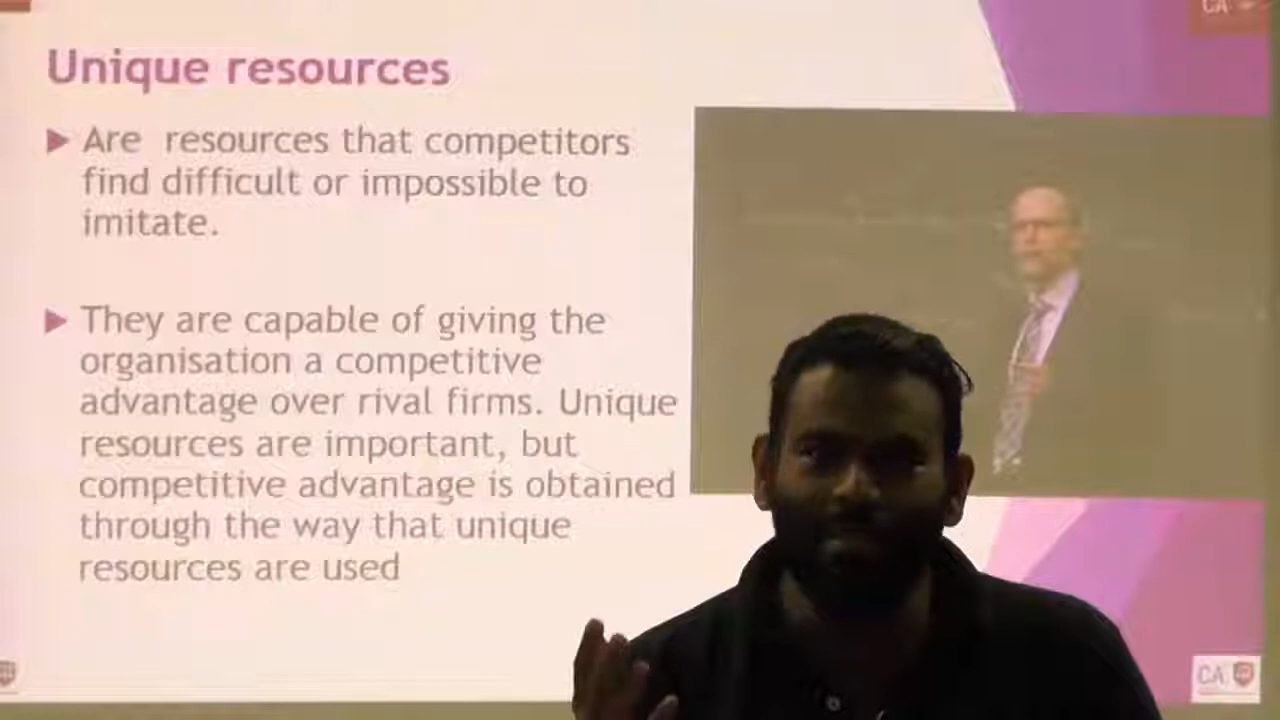 CA
Unique resources
Are resources that competitors
find difficult or impossible to
imitate.
They are capable of giving the
organisation a competitive
advantage over rival firms. Unique
resources are important, but
competitive advantage is obtained
through the way that unique
resources are used
CA